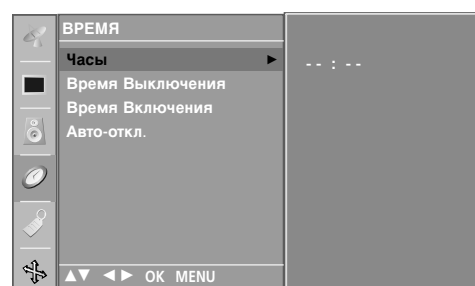 ВРЕМЯ
Часы ►
-- : --
Время Выключения
Время Включения
Авто-откл.
▲▼ ◄► OK MENU